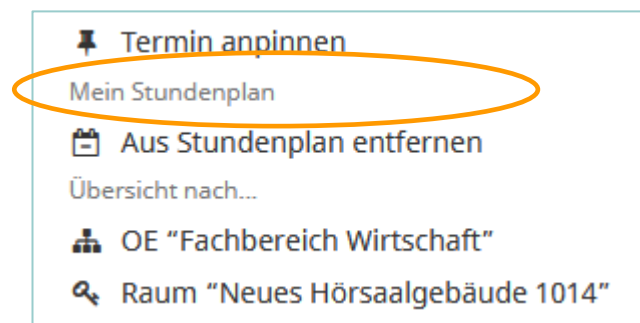 Termin anpinnen
Mein Stundenplan
Aus Stundenplan entfernen
Übersicht nach...
OE “Fachbereich Wirtschaft”
Raum “Neues Hörsaalgebäude 1014”